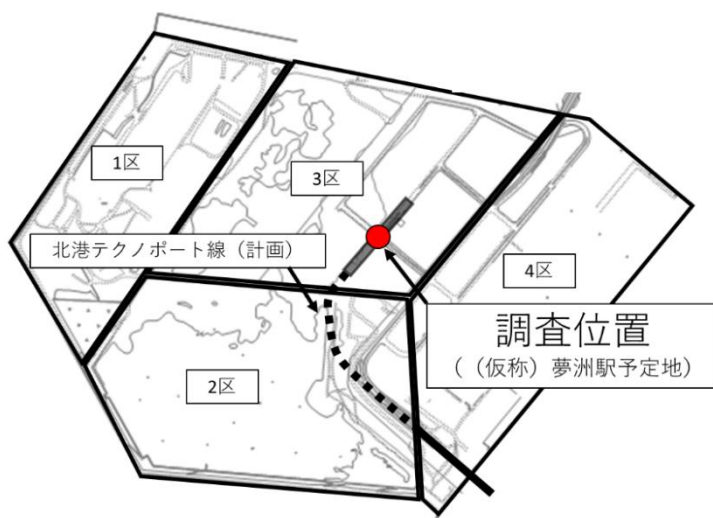 1区
3区
北港テクノポート線（計画）
4区
調査位置
（（仮称）夢洲駅予定地）
2区